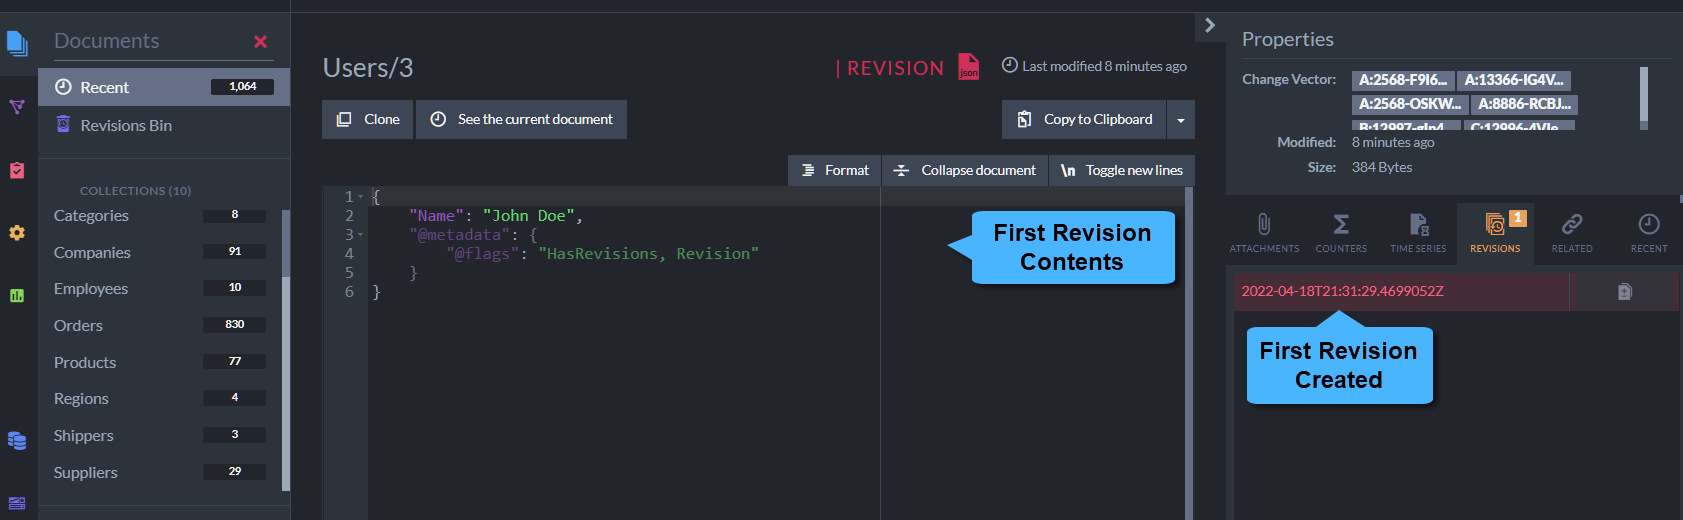 Documents
Recent 1,064
Revisions Bin
COLLECTIONS (10)
Categories 8
Companies 91
Employees 10
Orders 830
Products 77
Regions 4
Shippers 3
Suppliers 29
Users/3
| REVISION
json
Last modified 8 minutes ago
Clone
See the current document
Copy to Clipboard
Format
Collapse document
\n Toggle new lines
1 {
2 "Name": "John Doe",
3 "@metadata": {
4 "@flags": "HasRevisions, Revision"
5 }
6 }
First Revision
Contents
Properties
Change Vector: A:2568-F9I6... A:13366-IG4V...
A:2568-OSKW... A:8886-RCBJ...
Modified: 8 minutes ago
Size: 384 Bytes
ATTACHMENTS
COUNTERS
TIME SERIES
REVISIONS
1
RELATED
RECENT
2022-04-18T21:31:29.4699052Z
First Revision
Created